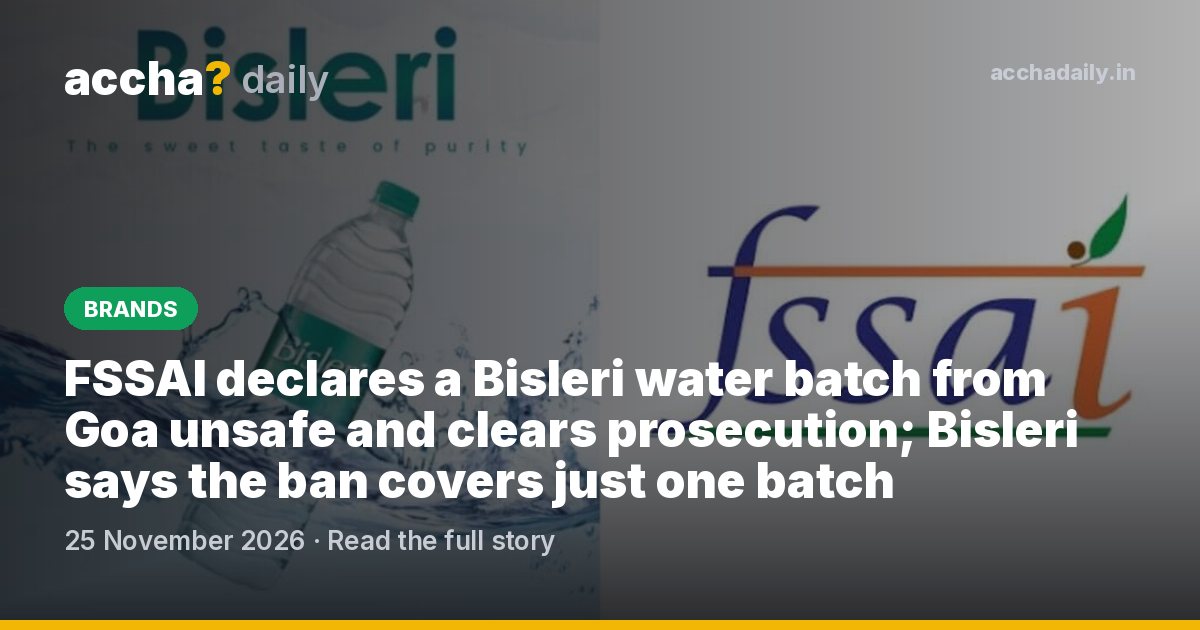 Bisleri
accha? daily
acchadaily.in
The sweet taste of purity
fssai
Bisleri
BRANDS
FSSAI declares a Bisleri water batch from
Goa unsafe and clears prosecution; Bisleri
says the ban covers just one batch
25 November 2026 · Read the full story